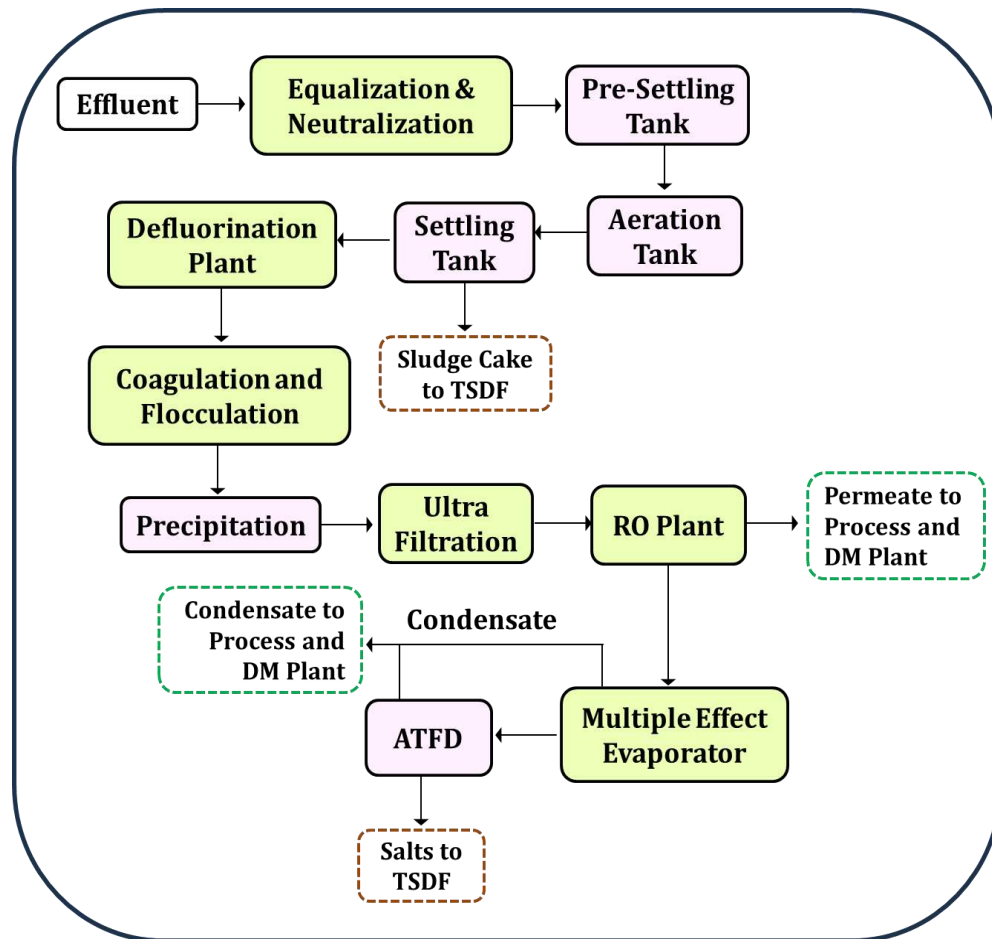 Effluent
Equalization &
Neutralization
Pre-Settling
Tank
Defluorination
Plant
Settling
Tank
Aeration
Tank
Coagulation and
Flocculation
Sludge Cake
to TSDF
Precipitation
Ultra
Filtration
RO Plant
Permeate to
Process and
DM Plant
Condensate to
Process and
DM Plant
Condensate
ATFD
Multiple Effect
Evaporator
Salts to
TSDF